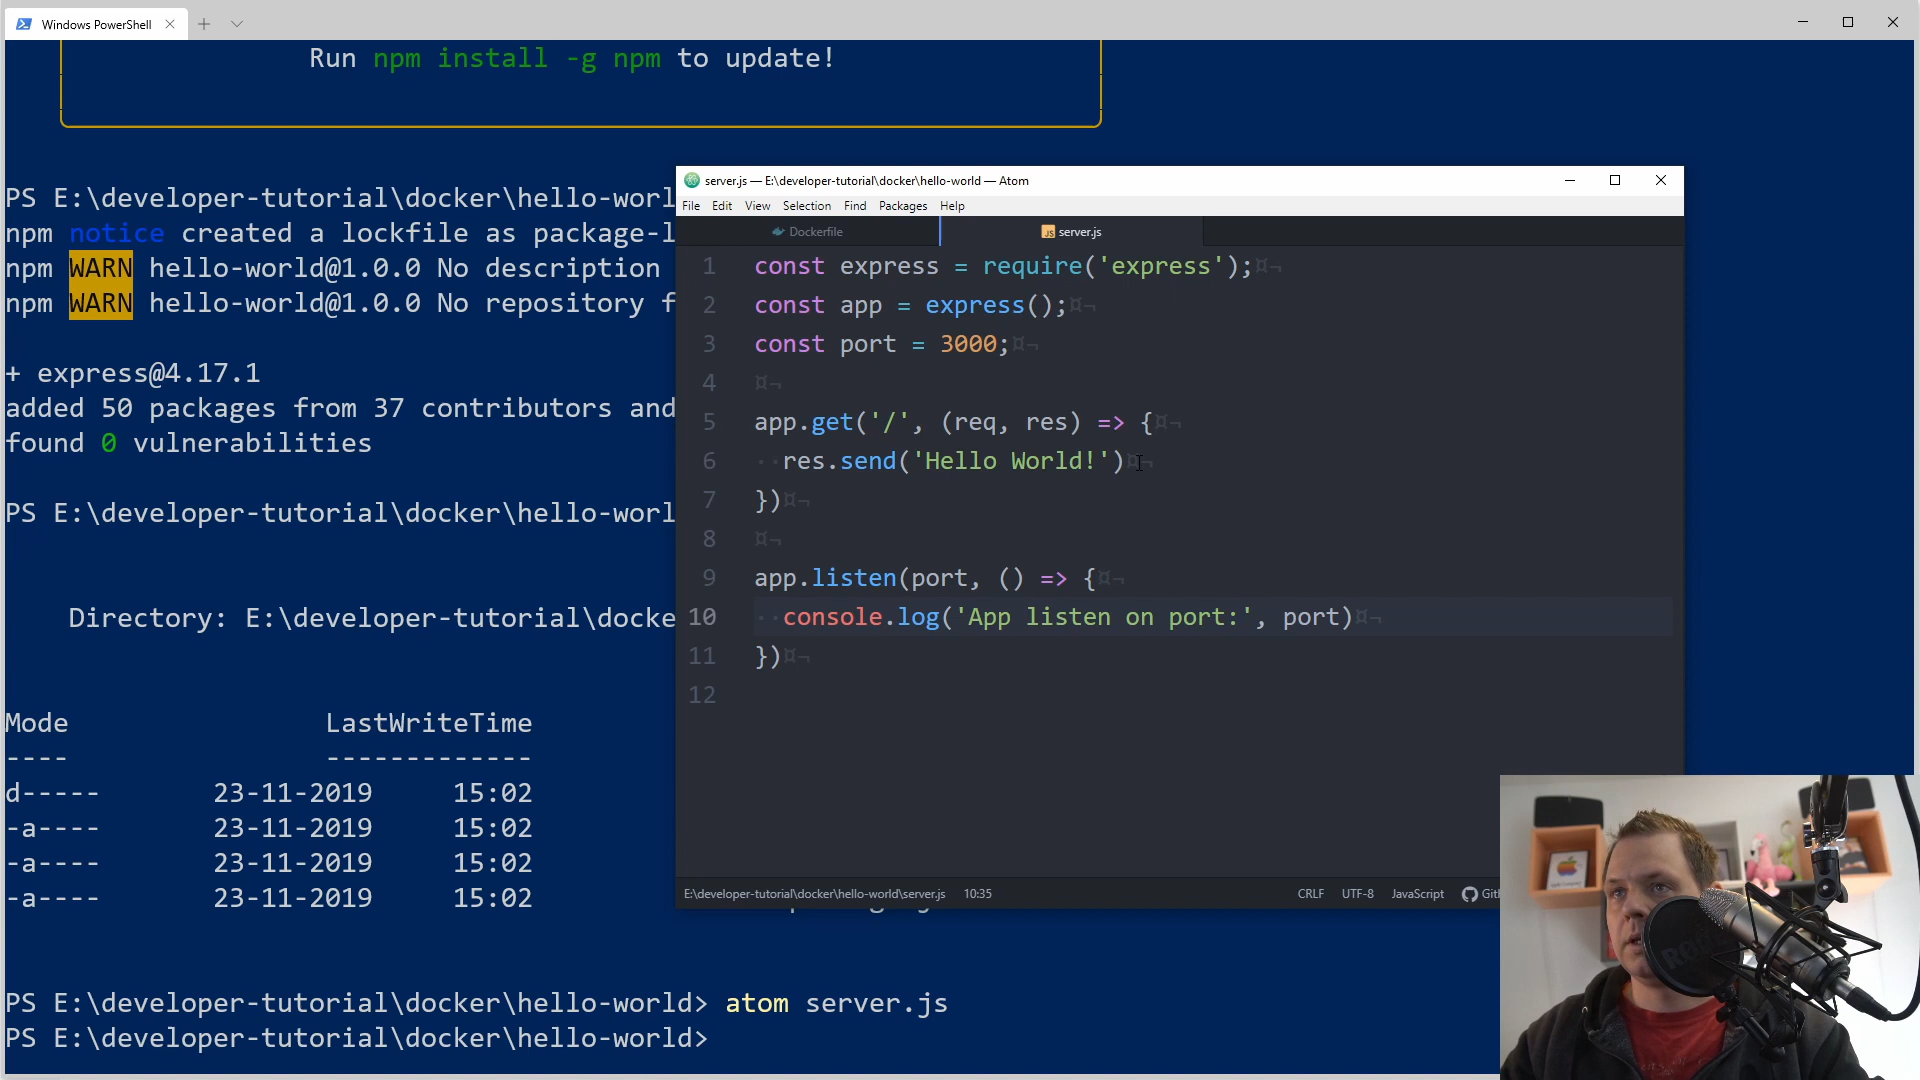 Windows PowerShell
Run npm install -g npm to update!
PS E:\developer-tutorial\docker\hello-worl
npm notice created a lockfile as package-l
npm WARN hello-world@1.0.0 No description
npm WARN hello-world@1.0.0 No repository f
+ express@4.17.1
added 50 packages from 37 contributors and
found 0 vulnerabilities
PS E:\developer-tutorial\docker\hello-worl
Directory: E:\developer-tutorial\docke
Mode LastWriteTime
---- -------------
d----- 23-11-2019 15:02
-a---- 23-11-2019 15:02
-a---- 23-11-2019 15:02
-a---- 23-11-2019 15:02
PS E:\developer-tutorial\docker\hello-world> atom server.js
PS E:\developer-tutorial\docker\hello-world>
server.js — E:\developer-tutorial\docker\hello-world — Atom
File Edit View Selection Find Packages Help
Dockerfile server.js
1 const express = require('express');
2 const app = express();
3 const port = 3000;
4
5 app.get('/', (req, res) => {
6 res.send('Hello World!')
7 })
8
9 app.listen(port, () => {
10 console.log('App listen on port:', port)
11 })
12
E:\developer-tutorial\docker\hello-world\server.js 10:35 CRLF UTF-8 JavaScript Git